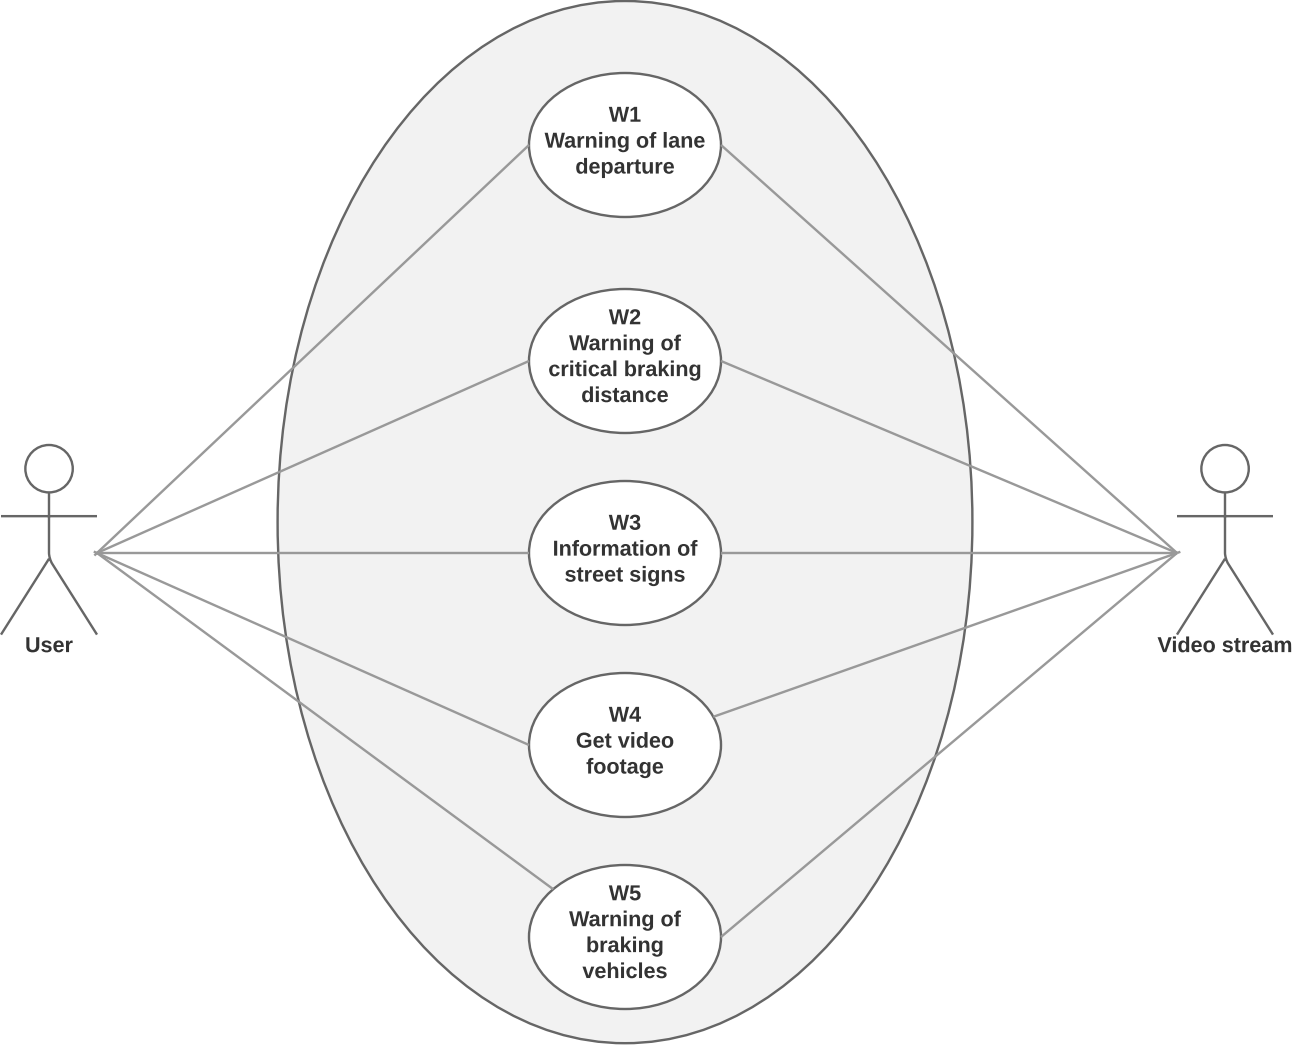 W1
Warning of lane
departure
W2
Warning of
critical braking
distance
W3
Information of
street signs
W4
Get video
footage
W5
Warning of
braking
vehicles
User
Video stream